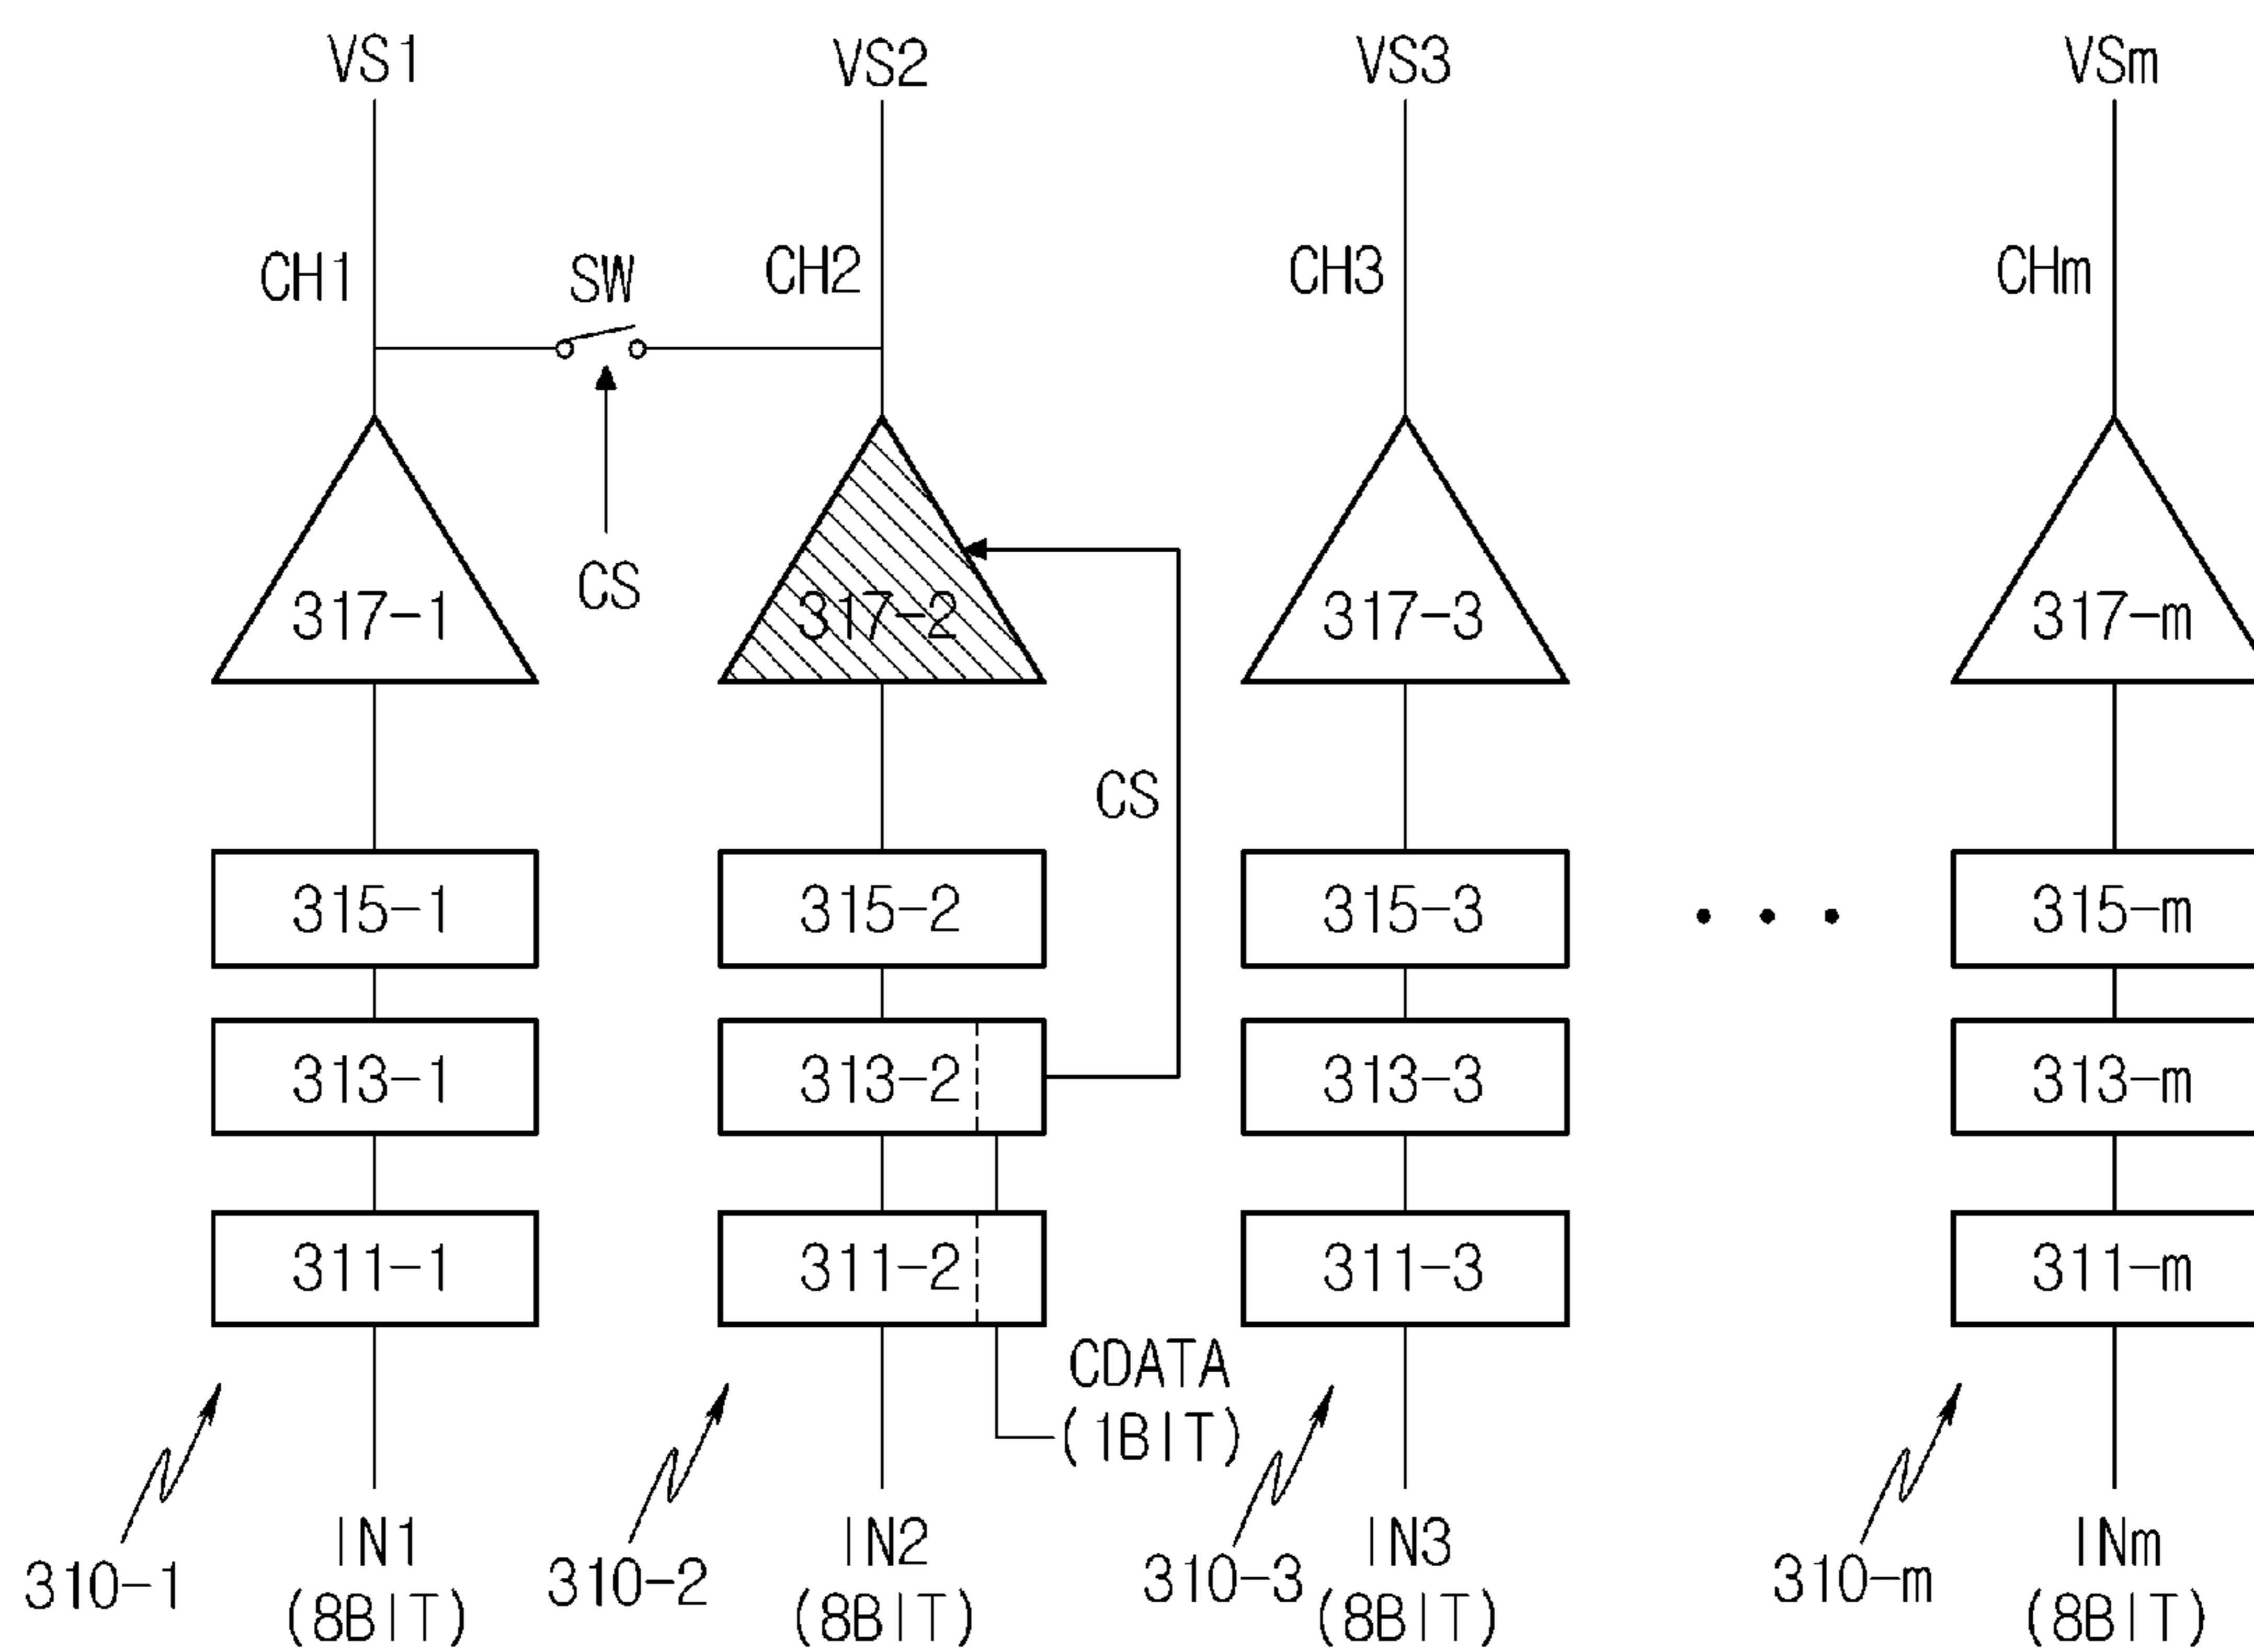 VS1 VS2 VS3 VSm
CH1 SW CH2 CH3 CHm
CS
317-1 317-2 317-3 317-m
CS
315-1 315-2 315-3 • • • 315-m
313-1 313-2 313-3 313-m
311-1 311-2 311-3 311-m
CDATA
(1BIT)
310-1 IN1 310-2 IN2 310-3 IN3 310-m INm
(8BIT) (8BIT) (8BIT) (8BIT)